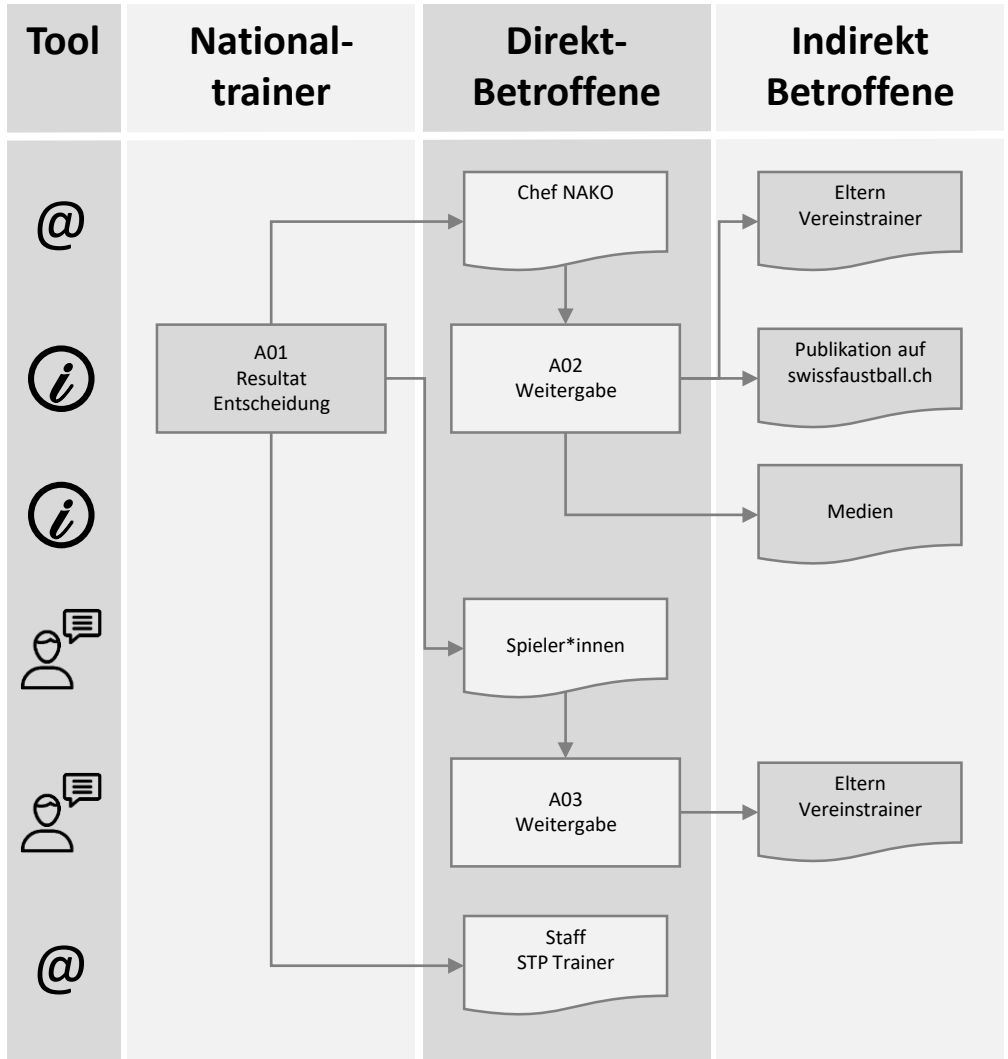 Tool
National-
trainer
Direkt-
Betroffene
Indirekt
Betroffene
@
Chef NAKO
Eltern
Vereinstrainer
i
A01
Resultat
Entscheidung
A02
Weitergabe
Publikation auf
swissfaustball.ch
i
Medien
Spieler*innen
A03
Weitergabe
Eltern
Vereinstrainer
@
Staff
STP Trainer